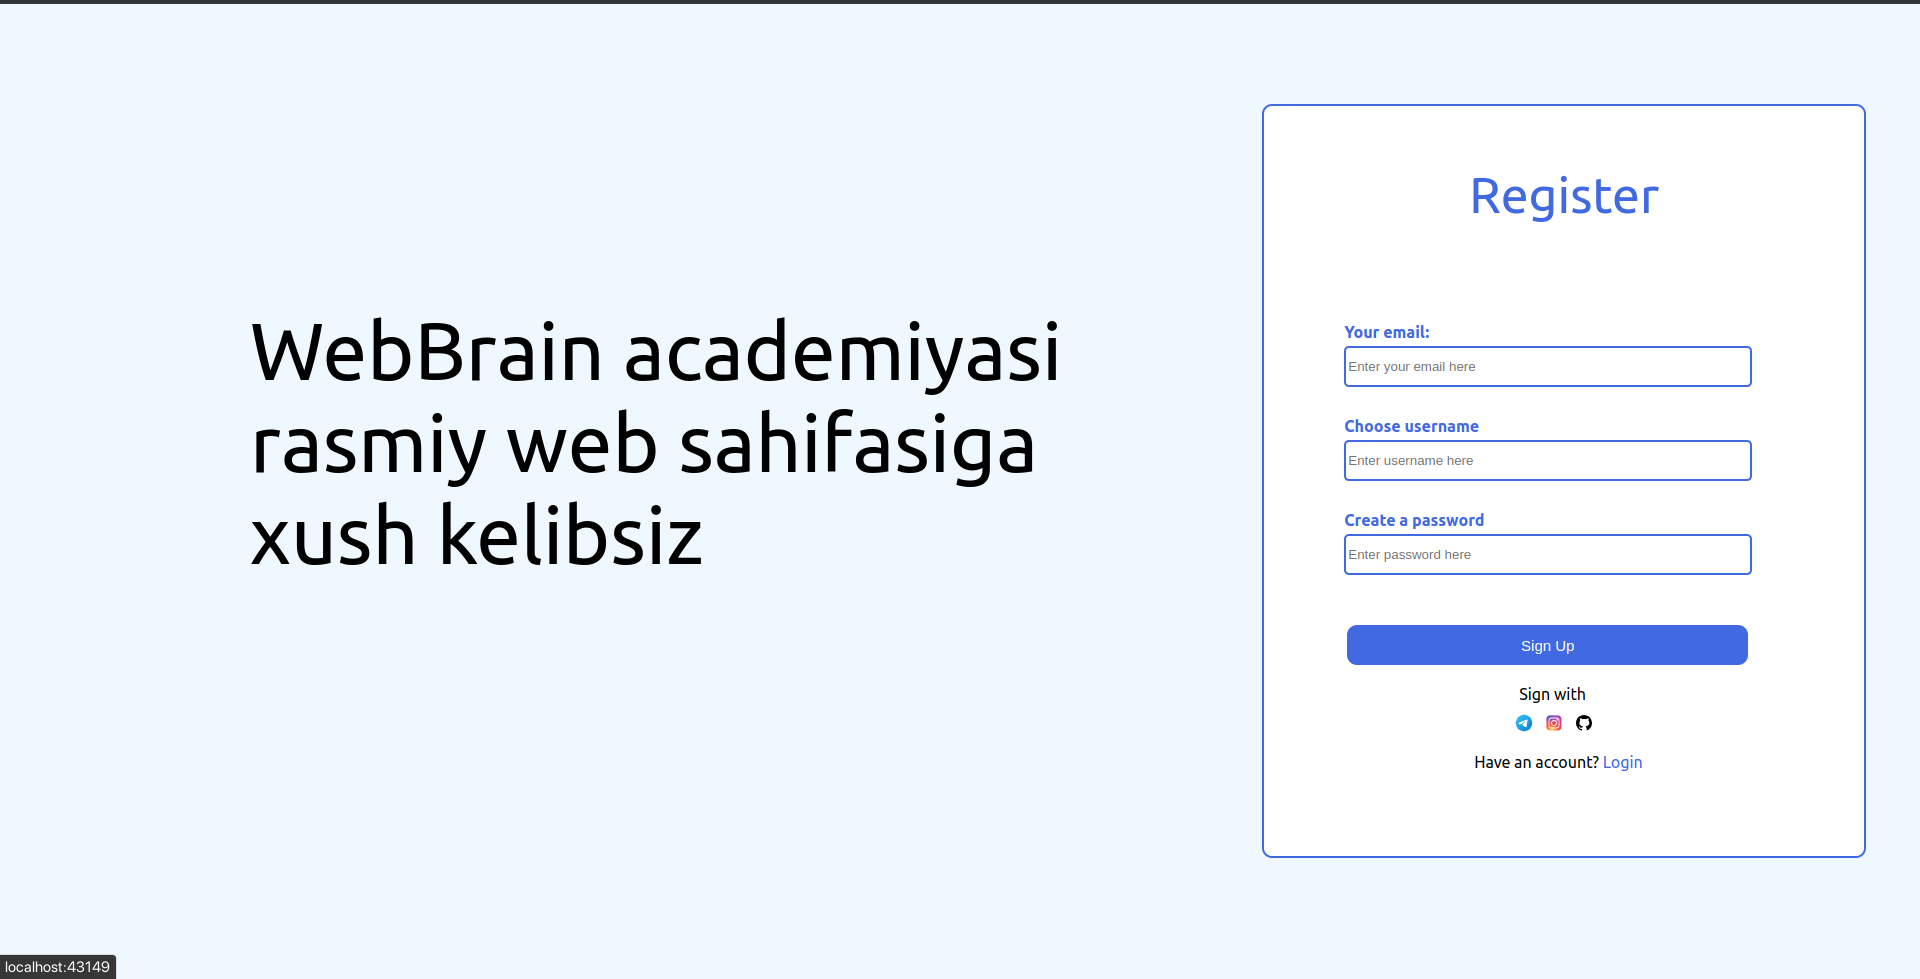 WebBrain academiyasi
rasmiy web sahifasiga
xush kelibsiz
Register
Your email:
Enter your email here
Choose username
Enter username here
Create a password
Enter password here
Sign Up
Sign with
Have an account? Login
localhost:43149